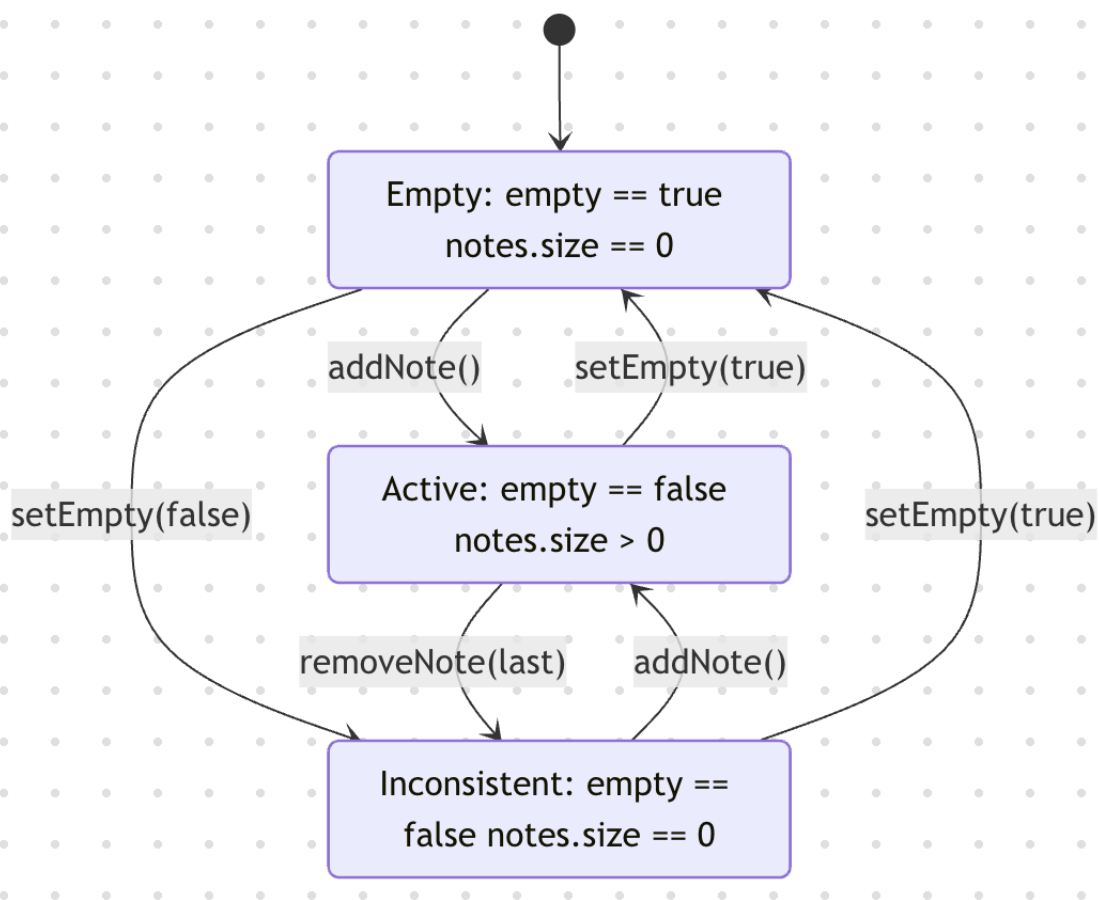 Empty: empty == true
notes.size == 0
addNote()
setEmpty(true)
Active: empty == false
notes.size > 0
setEmpty(false)
setEmpty(true)
removeNote(last)
addNote()
Inconsistent: empty ==
false notes.size == 0